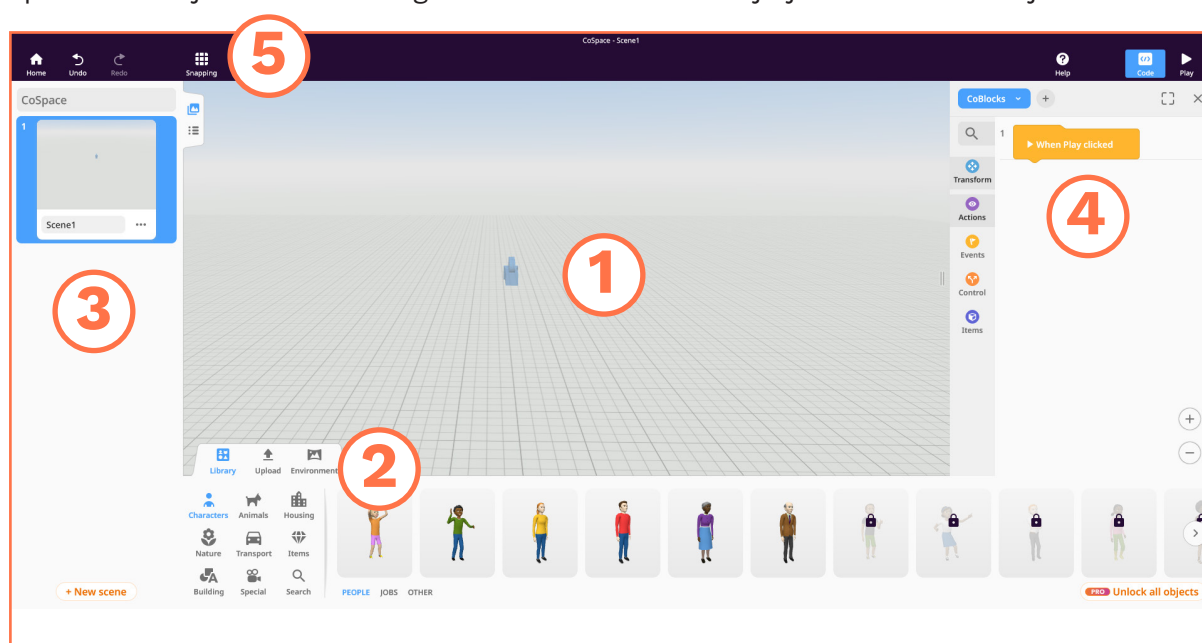 CoSpace - Scene1
5
Home Undo Redo Snapping Help Code Play
CoSpace
1
Scene1
3
+ New scene
1
Library Upload Environment
2
Characters Animals Housing
Nature Transport Items
Building Special Search
PEOPLE JOBS OTHER
PRO Unlock all objects
CoBlocks
1
When Play clicked
Transform
Actions
Events
Control
Items
4